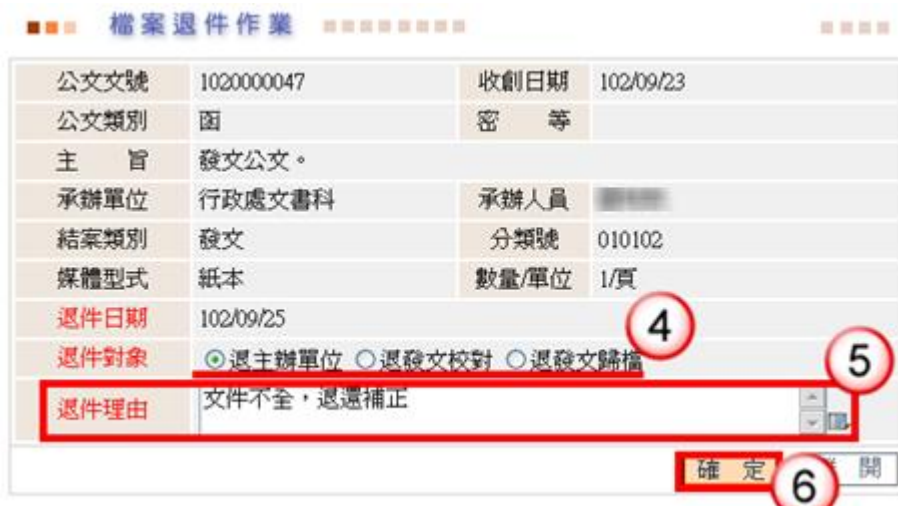 檔案退件作業
公文文號 1020000047 收創日期 102/09/23
公文類別 函 密 等
主 旨 發文公文。
承辦單位 行政處文書科 承辦人員
結案類別 發文 分類號 010102
媒體型式 紙本 數量/單位 1/頁
退件日期 102/09/25
4
退件對象 退主辦單位 退發文校對 退發文歸檔
5
退件理由 文件不全，退還補正
確 定 開
6